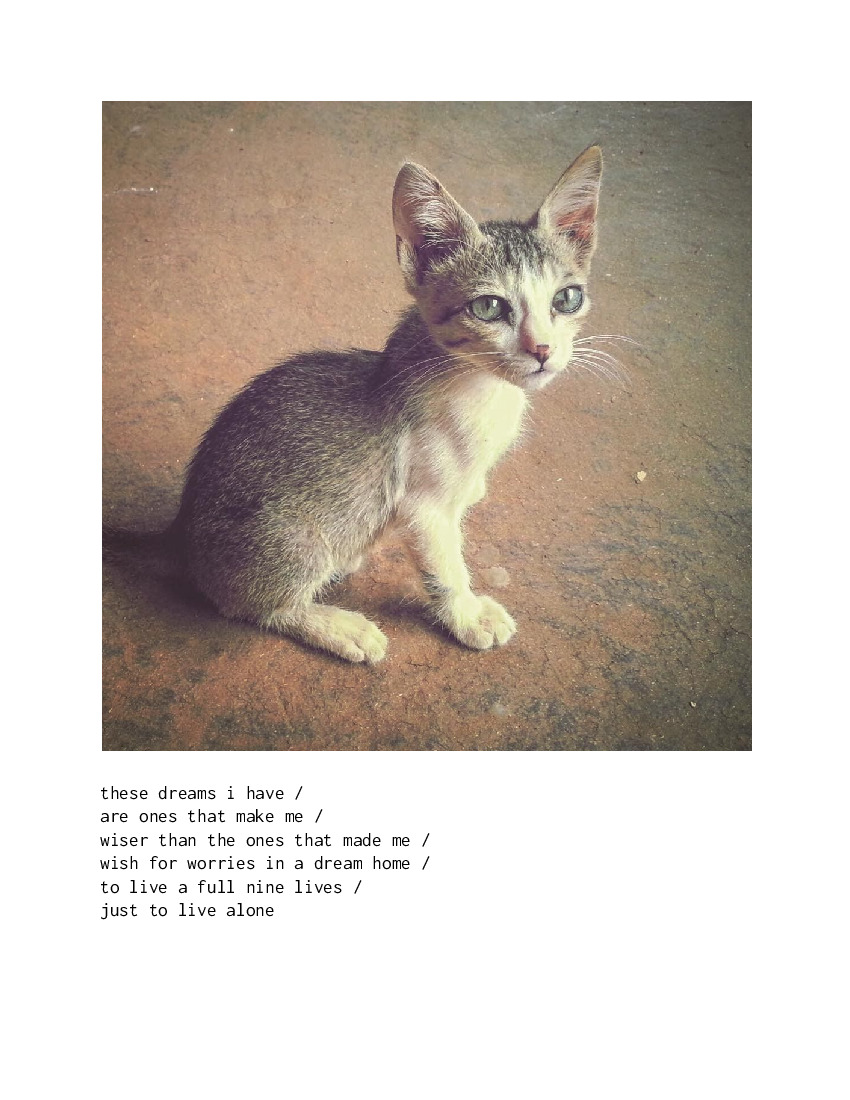 these dreams i have /
are ones that make me /
wiser than the ones that made me /
wish for worries in a dream home /
to live a full nine lives /
just to live alone